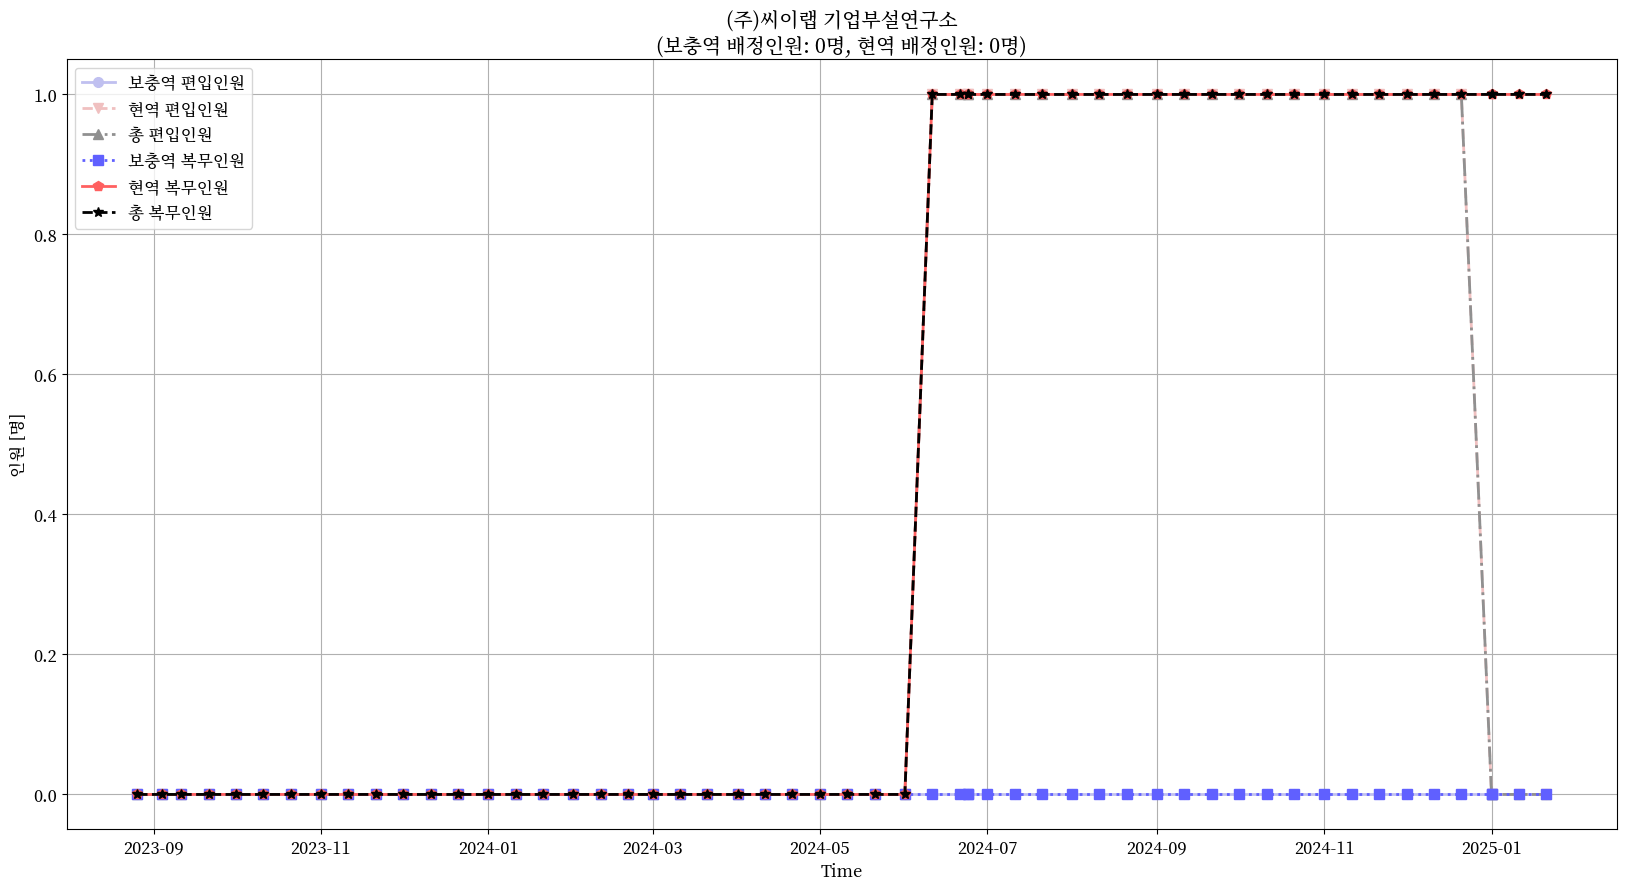 (주)씨이랩 기업부설연구소
(보충역 배정인원: 0명, 현역 배정인원: 0명)
보충역 편입인원
현역 편입인원
총 편입인원
보충역 복무인원
현역 복무인원
총 복무인원
1.0
0.8
0.6
0.4
0.2
0.0
인원 [명]
2023-09 2023-11 2024-01 2024-03 2024-05 2024-07 2024-09 2024-11 2025-01
Time